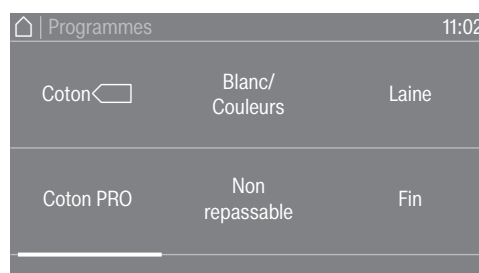 Programmes 11:02
Coton Blanc/ Laine
Couleurs
Coton PRO Non Fin
repassable